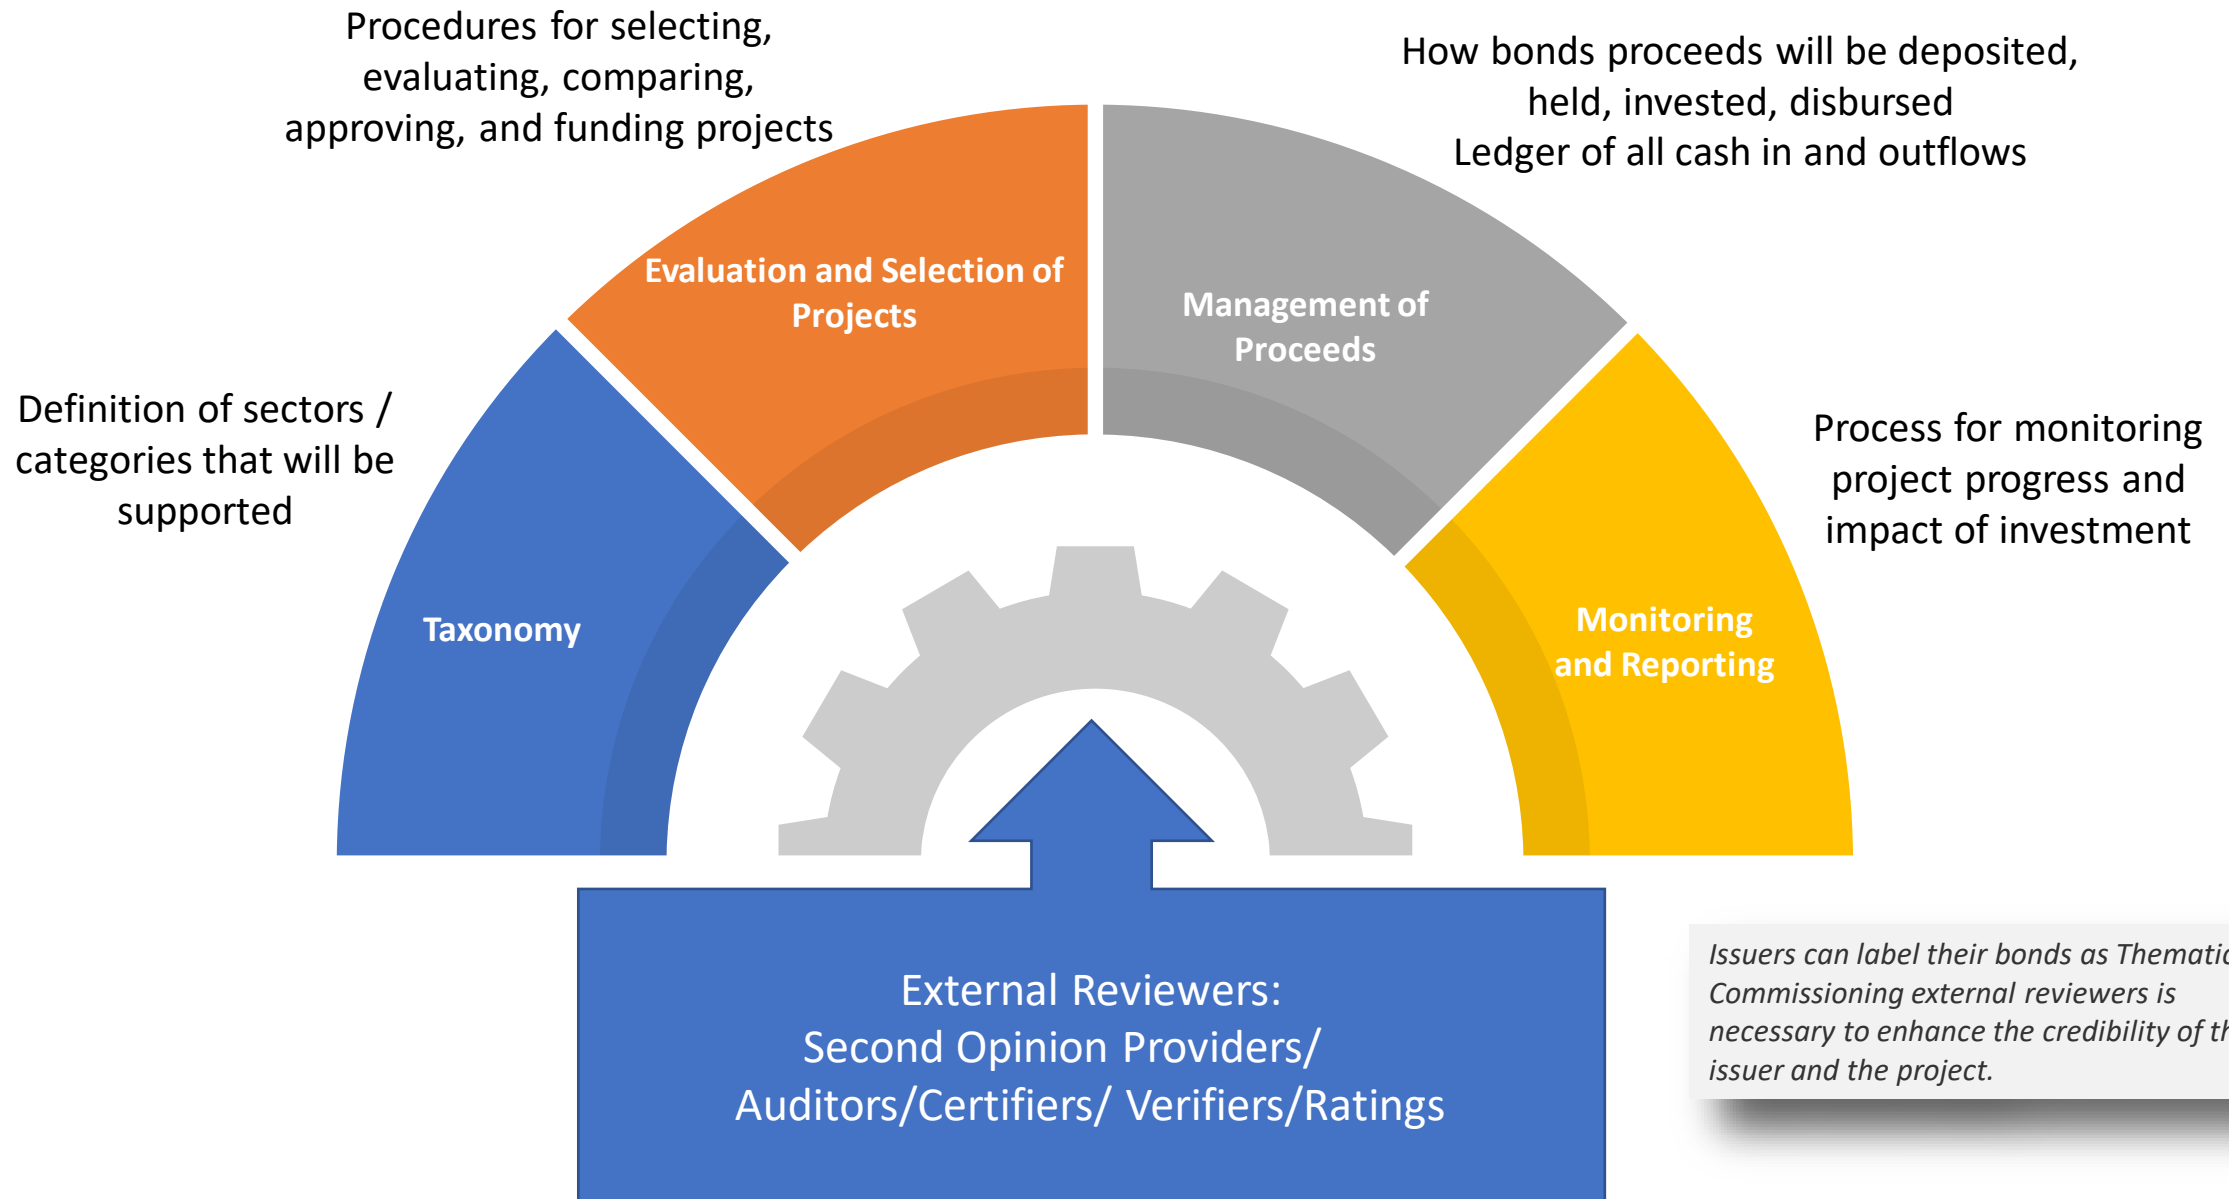 Procedures for selecting,
evaluating, comparing,
approving, and funding projects
How bonds proceeds will be deposited,
held, invested, disbursed
Ledger of all cash in and outflows
Evaluation and Selection of
Projects
Management of
Proceeds
Definition of sectors /
categories that will be
supported
Process for monitoring
project progress and
impact of investment
Taxonomy
Monitoring
and Reporting
External Reviewers:
Second Opinion Providers/
Auditors/Certifiers/ Verifiers/Ratings
Issuers can label their bonds as
Commissioning external reviewers is
necessary to enhance the credibility of
issuer and the project.